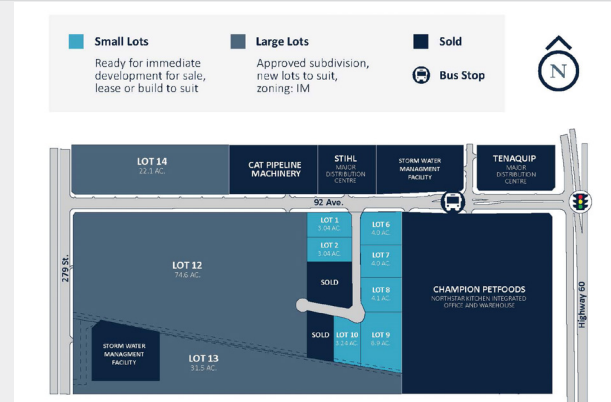 Small Lots
Ready for immediate
development for sale,
lease or build to suit
Large Lots
Approved subdivision,
new lots to suit,
zoning: IM
Sold
Bus Stop
N
LOT 14
22.1 AC.
CAT PIPELINE
MACHINERY
STIHL
MAJOR
DISTRIBUTION
CENTRE
STORM WATER
MANAGMENT
FACILITY
TENAQUIP
MAJOR
DISTRIBUTION
CENTRE
92 Ave.
279 St.
LOT 12
74.6 AC.
LOT 1
3.04 AC.
LOT 2
3.04 AC.
SOLD
SOLD
LOT 10
3.24 AC.
LOT 6
4.0 AC.
LOT 7
4.0 AC.
LOT 8
4.1 AC.
LOT 9
6.9 AC.
CHAMPION PETFOODS
NORTHSTAR KITCHEN INTEGRATED
OFFICE AND WAREHOUSE
Highway 60
STORM WATER
MANAGMENT
FACILITY
LOT 13
31.5 AC.